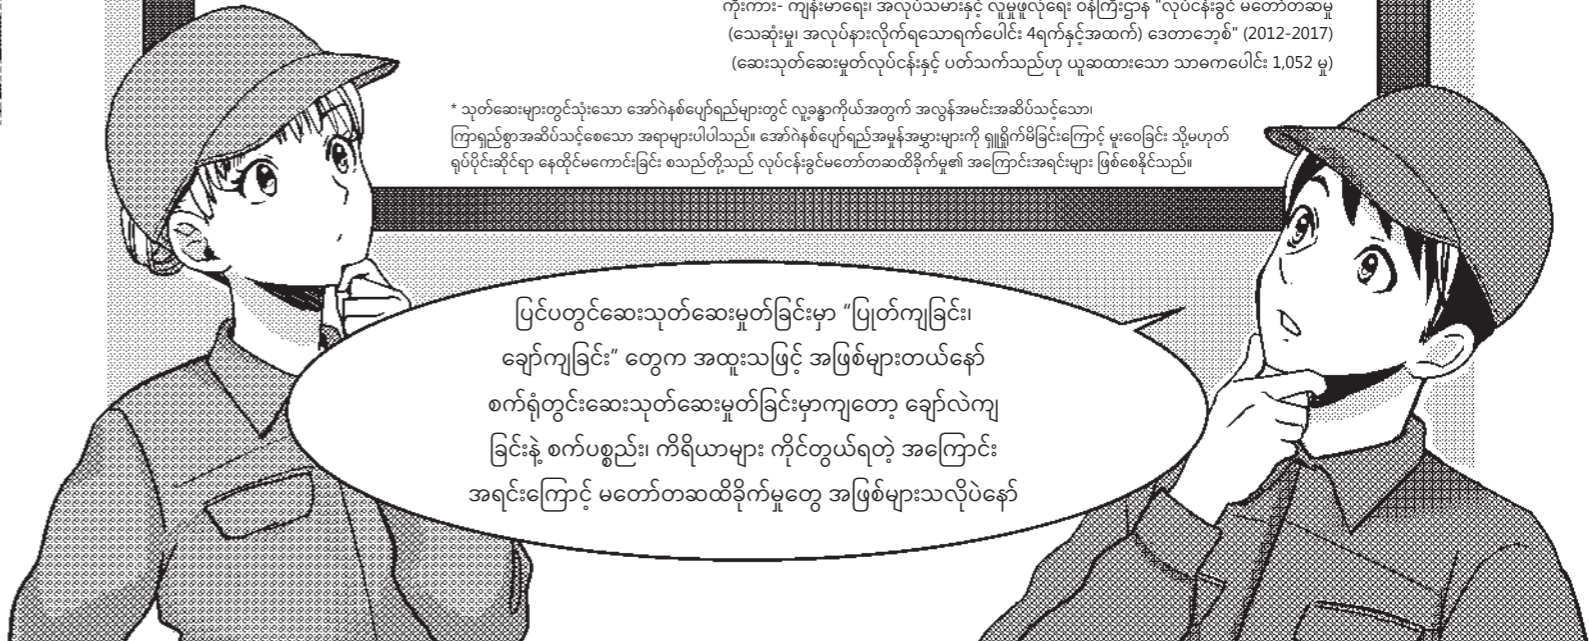 ကိုးကား- ကျန်းမာရေး၊ အလုပ်သမားနှင့် လူမှုဖူလုံရေး ဝန်ကြီးဌာန "လုပ်ငန်းခွင် မတော်တဆမှု
(သေဆုံးမှု၊ အလုပ်နားလိုက်ရသောရက်ပေါင်း 4ရက်နှင့်အထက်) ဒေတာဘေ့စ်" (2012-2017)
(ဆေးသုတ်ဆေးမှုတ်လုပ်ငန်းနှင့် ပတ်သက်သည်ဟု ယူဆထားသော သာဓကပေါင်း 1,052 မှု)
* သုတ်ဆေးများတွင်သုံးသော အော်ဂဲနစ်ပျော်ရည်များတွင် လူ့ခန္ဓာကိုယ်အတွက် အလွန်အမင်းအဆိပ်သင့်သော၊
ကြာရှည်စွာအဆိပ်သင့်စေသော အရာများပါပါသည်။ အော်ဂဲနစ်ပျော်ရည်အမှုန်အမွှားများကို ရှူရှိုက်မိခြင်းကြောင့် မူးဝေခြင်း သို့မဟုတ်
ရုပ်ပိုင်းဆိုင်ရာ နေထိုင်မကောင်းခြင်း စသည်တို့သည် လုပ်ငန်းခွင်မတော်တဆထိခိုက်မှု၏ အကြောင်းအရင်းများ ဖြစ်စေနိုင်သည်။
ပြင်ပတွင်ဆေးသုတ်ဆေးမှုတ်ခြင်းမှာ “ပြုတ်ကျခြင်း၊
ချော်ကျခြင်း” တွေက အထူးသဖြင့် အဖြစ်များတယ်နော်
စက်ရုံတွင်းဆေးသုတ်ဆေးမှုတ်ခြင်းမှာကျတော့ ချော်လဲကျ
ခြင်းနဲ့ စက်ပစ္စည်း၊ ကိရိယာများ ကိုင်တွယ်ရတဲ့ အကြောင်း
အရင်းကြောင့် မတော်တဆထိခိုက်မှုတွေ အဖြစ်များသလိုပဲနော်